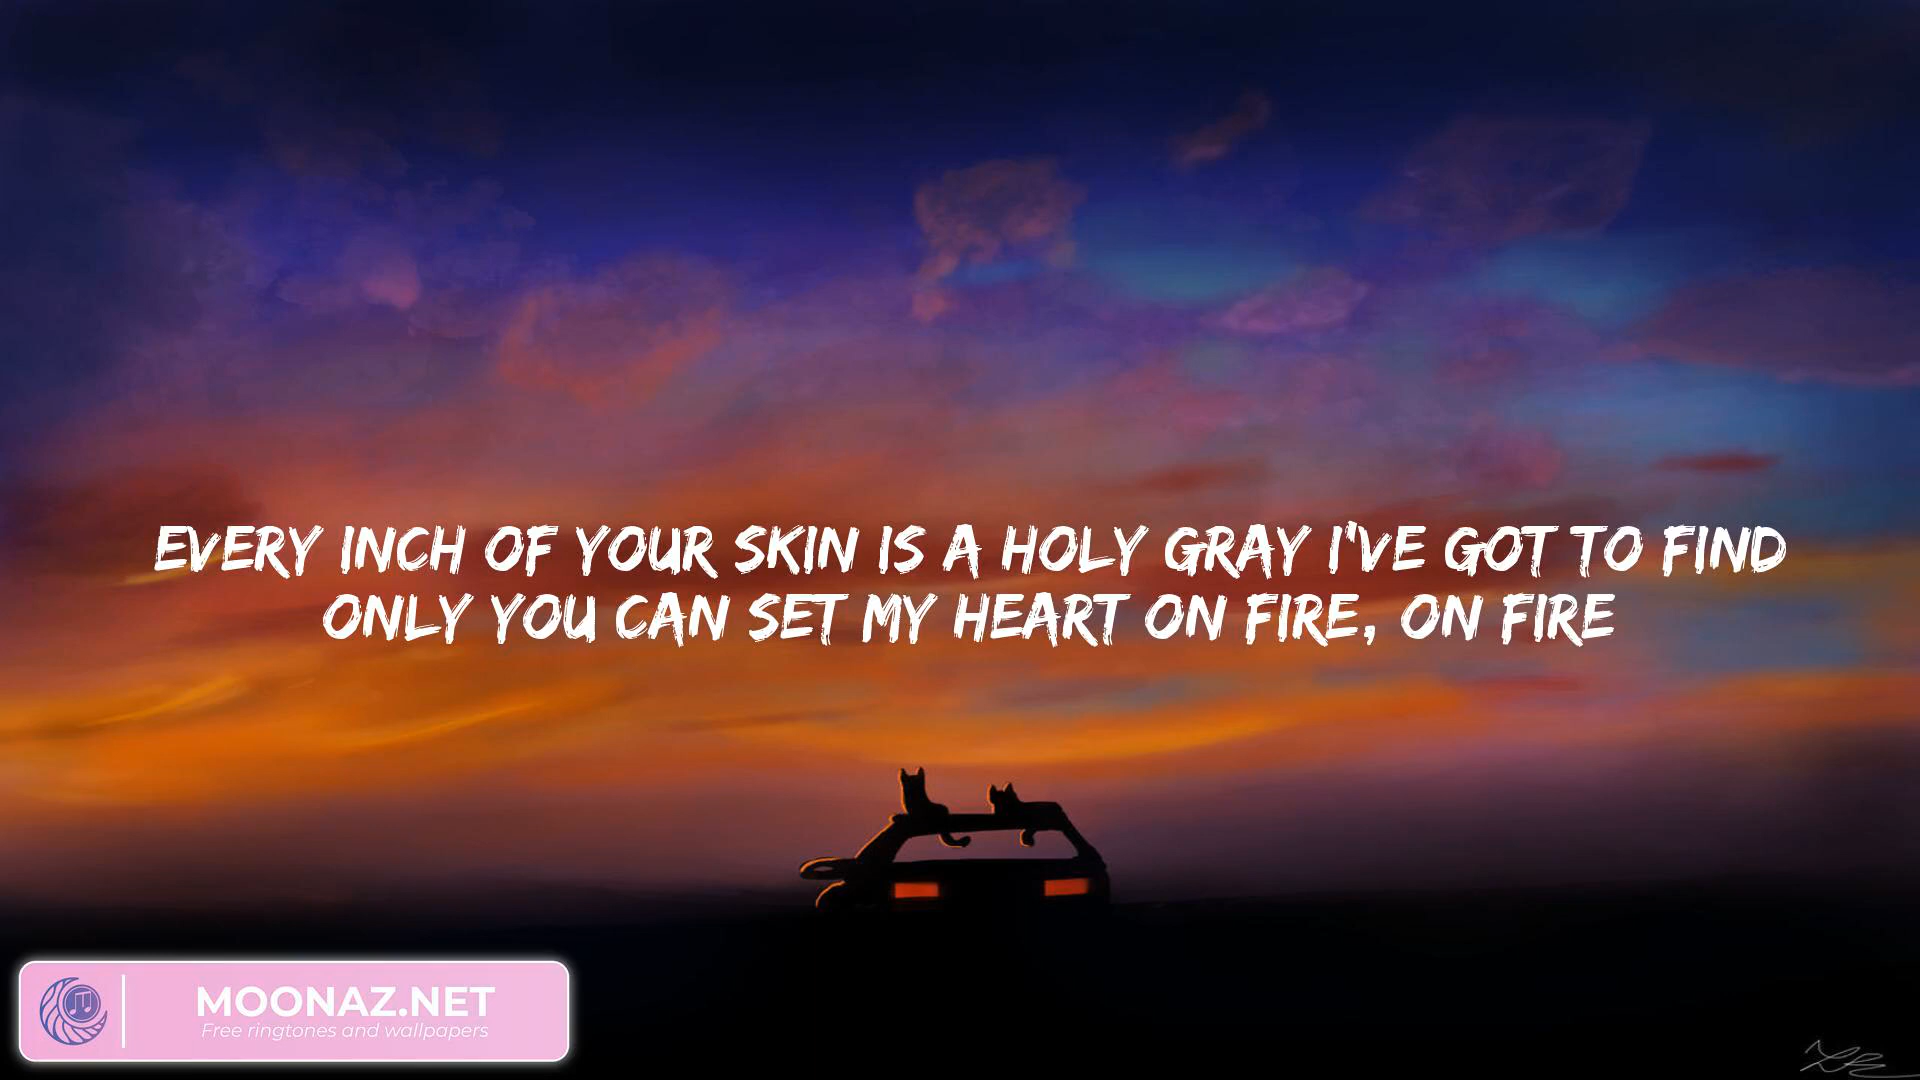 EVERY INCH OF YOUR SKIN IS A HOLY GRAY I'VE GOT TO FIND
ONLY YOU CAN SET MY HEART ON FIRE, ON FIRE
MOONAZ.NET
Free ringtones and wallpapers